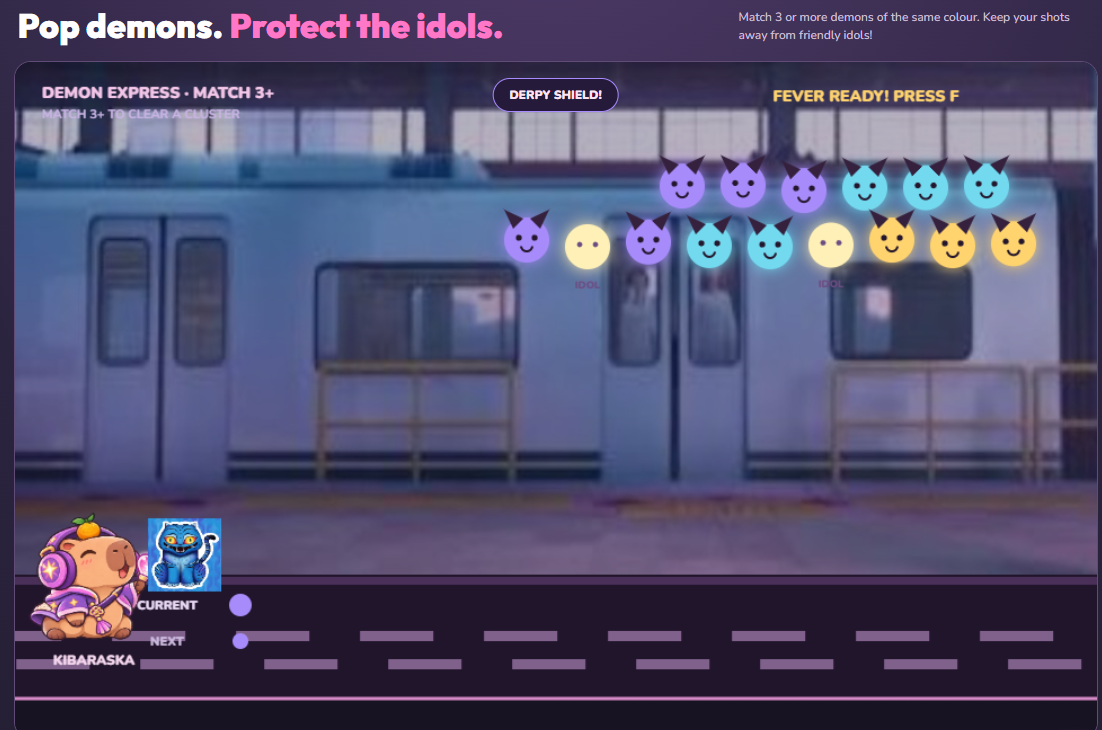 Pop demons. Protect the idols.
Match 3 or more demons of the same colour. Keep your shots
away from friendly idols!
DEMON EXPRESS · MATCH 3+
MATCH 3+ TO CLEAR A CLUSTER
DERPY SHIELD!
FEVER READY! PRESS F
IDOL
IDOL
CURRENT
NEXT
KIBARASKA